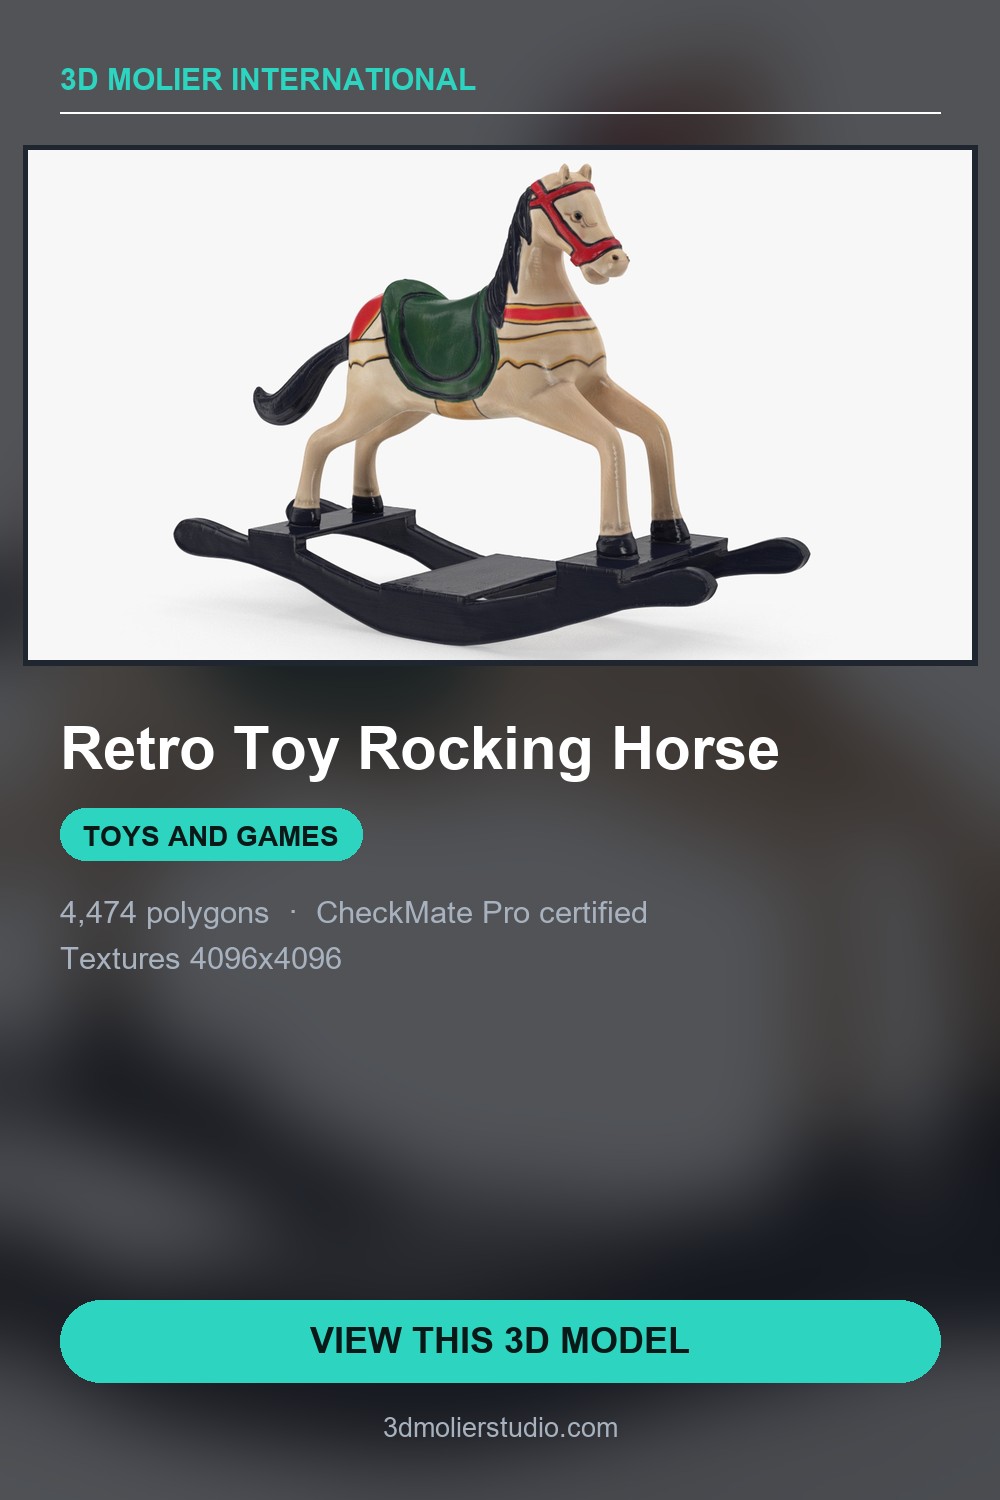 3D MOLIER INTERNATIONAL
Retro Toy Rocking Horse
TOYS AND GAMES
4,474 polygons · CheckMate Pro certified
Textures 4096x4096
VIEW THIS 3D MODEL
3dmolierstudio.com